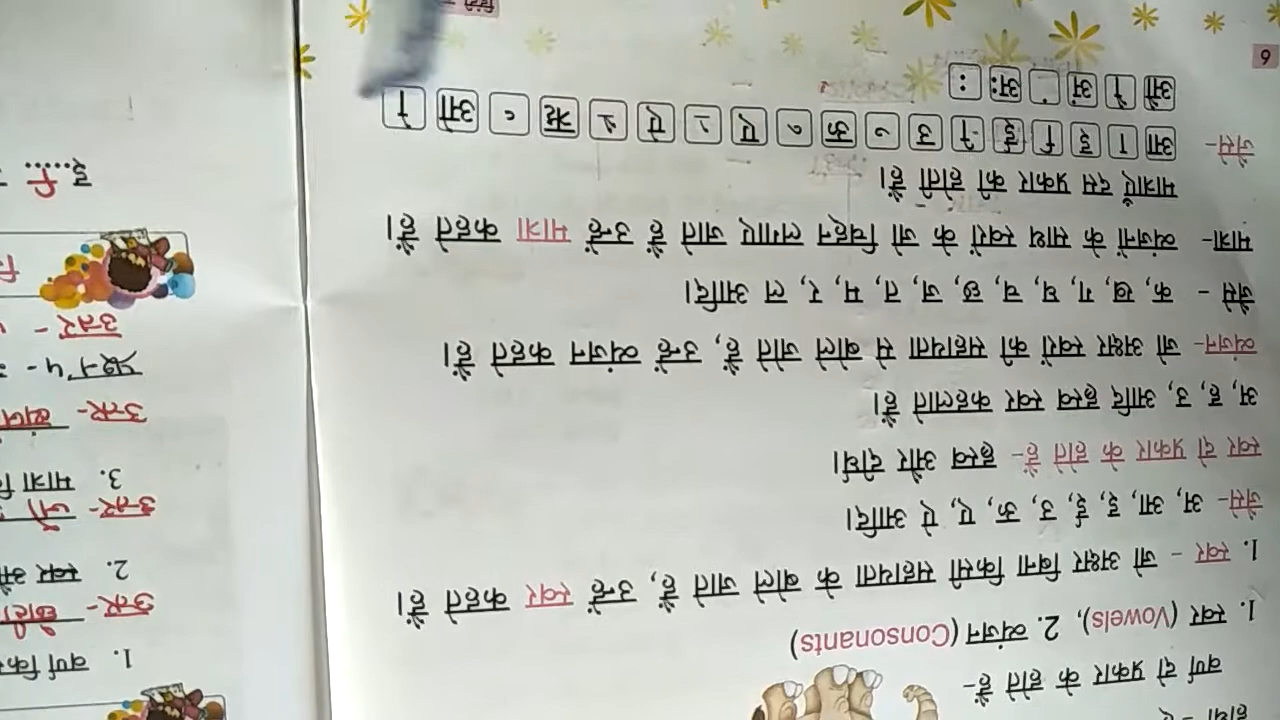 वर्ण दो प्रकार के होते हैं-
1. स्वर (Vowels), 2. व्यंजन (Consonants)
1. स्वर - जो अक्षर बिना किसी सहायता के बोले जाते हैं, उन्हें स्वर कहते हैं।
जैसे- अ, आ, इ, ई, उ, ऊ, ए, ऐ आदि।
स्वर दो प्रकार के होते हैं- ह्रस्व और दीर्घ।
अ, इ, उ, आदि ह्रस्व स्वर कहलाते हैं।
व्यंजन- जो अक्षर स्वरों की सहायता से बोले जाते हैं, उन्हें व्यंजन कहते हैं।
जैसे - क, ख, ग, घ, च, छ, ज, त, म, र, ल आदि।
मात्रा- व्यंजनों के साथ स्वरों के जो चिह्न लगाए जाते हैं उन्हें मात्रा कहते हैं।
मात्राएँ दस प्रकार की होती हैं।
जैसे- आ ा इ ि ई ी उ ु ऊ ू ए े ऐ ै ऋ ृ ओ ो
औ ौ अं ं अः ः
6
हिंदी
1. वर्ण
उत्तर-
2. स्वर
उत्तर- जो
3. मात्रा
उत्तर-
प्रश्न
उत्तर -
इ..ि....